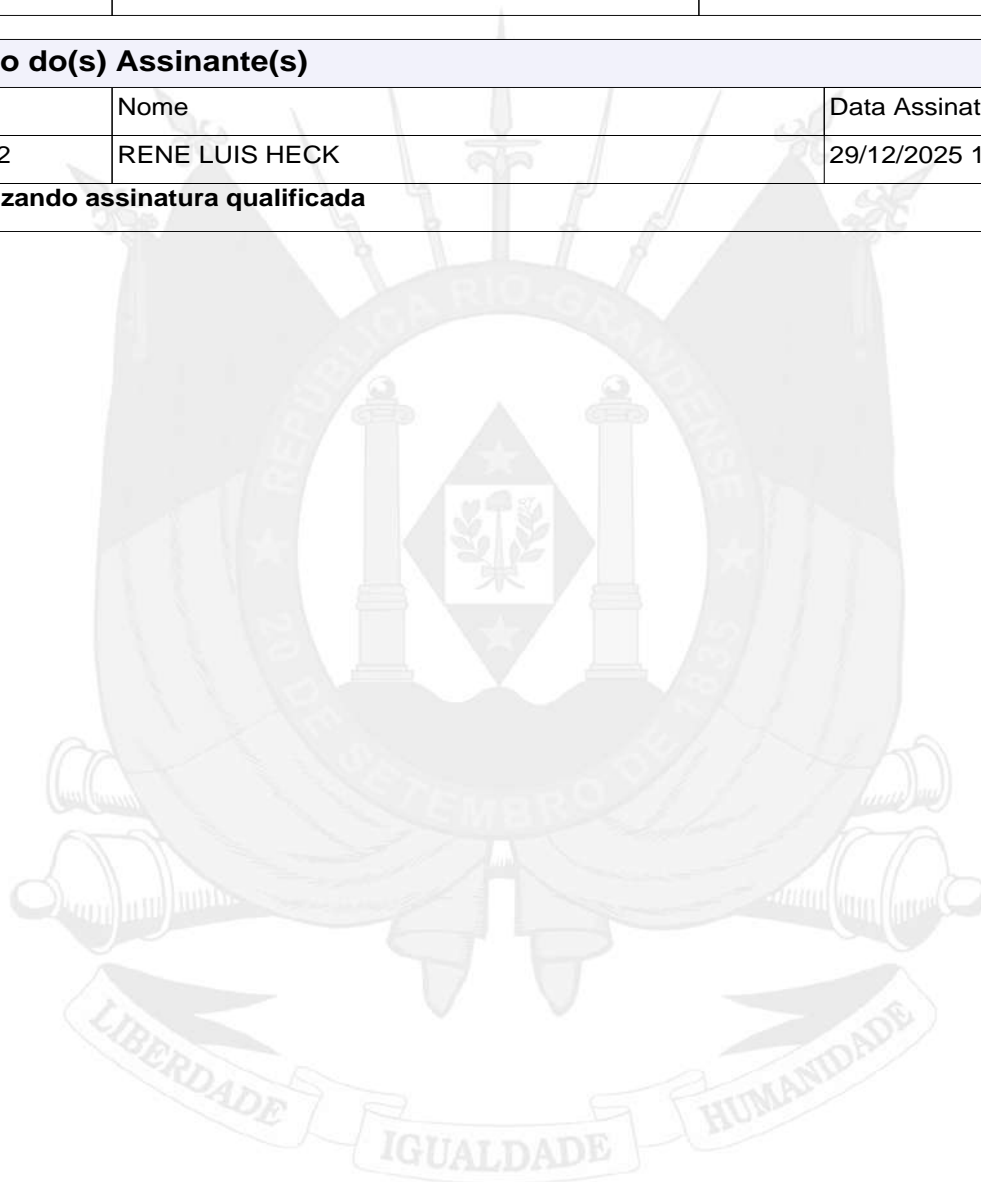 o do(s) Assinante(s)
Nome Data Assinat
2 RENE LUIS HECK 29/12/2025 1
zando assinatura qualificada
REPÚBLICA RIO-GRANDENSE
20 DE SETEMBRO DE 1835
LIBERDADE IGUALDADE HUMANIDADE